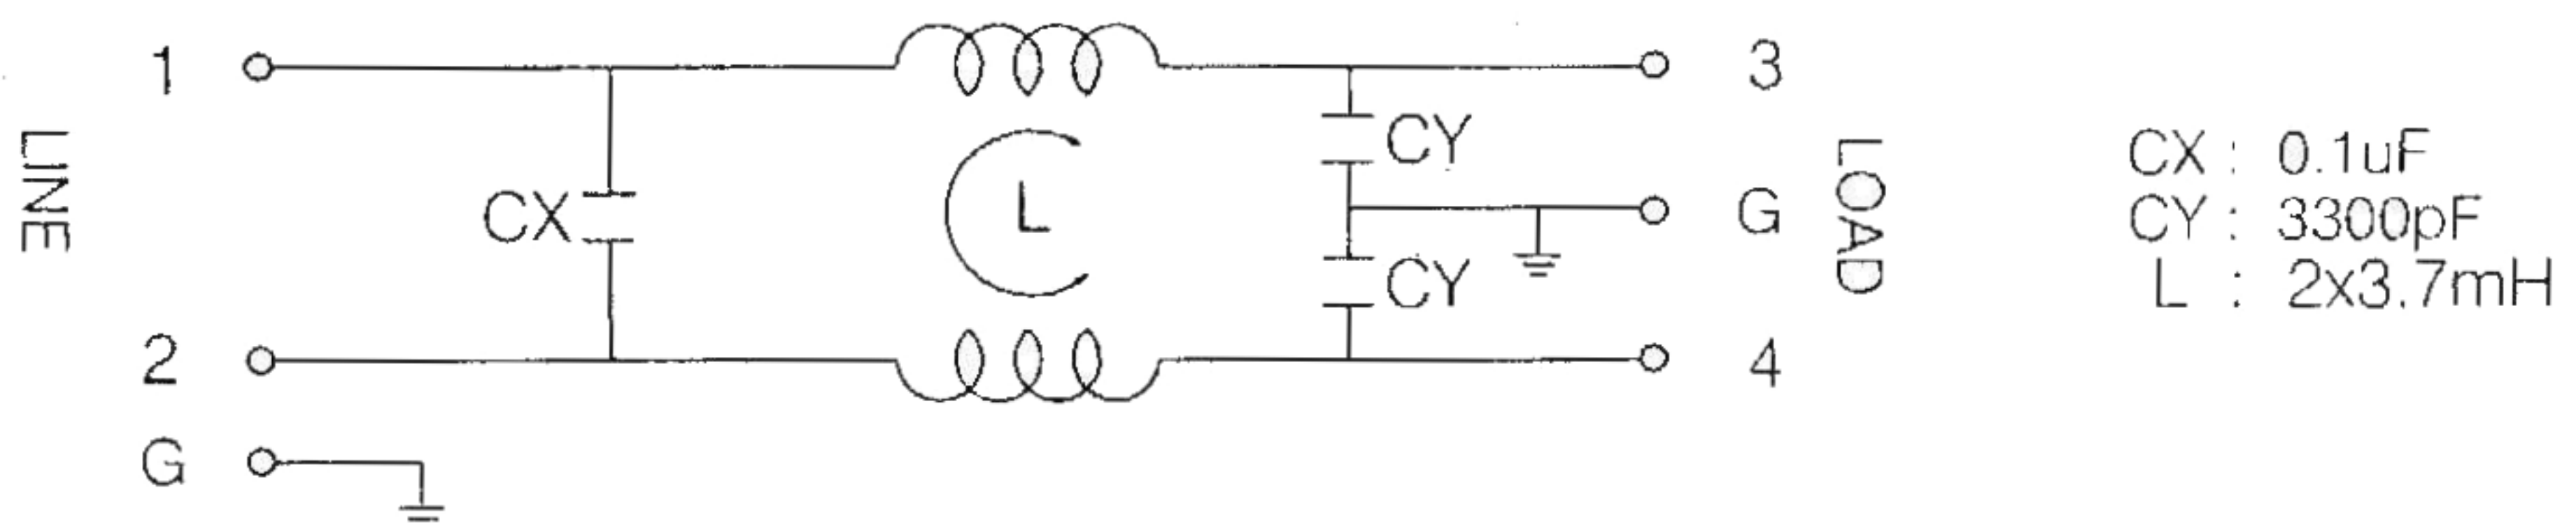 1
2
G
LINE
CX
L
CY
CY
3
G
4
LOAD
CX : 0.1uF
CY : 3300pF
L : 2x3.7mH